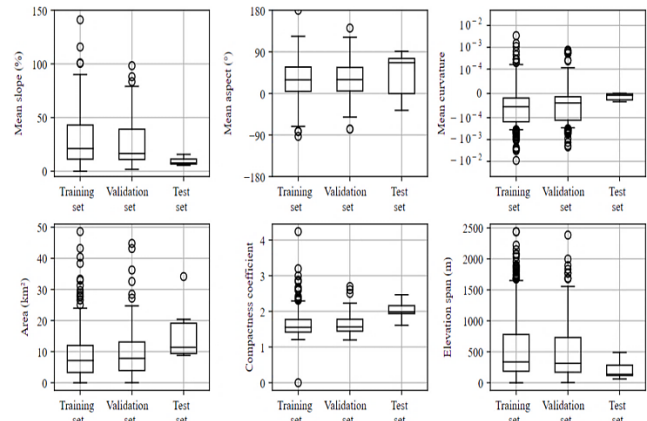 150
100
50
0
Mean slope (%)
Training set
Validation set
Test set
180
90
0
−90
−180
Mean aspect (°)
Training set
Validation set
Test set
10⁻²
10⁻³
10⁻⁴
0
−10⁻⁴
−10⁻³
−10⁻²
Mean curvature
Training set
Validation set
Test set
50
40
30
20
10
0
Area (km²)
Training set
Validation set
Test set
4
3
2
1
0
Compactness coefficient
Training set
Validation set
Test set
2500
2000
1500
1000
500
0
Elevation span (m)
Training set
Validation set
Test set